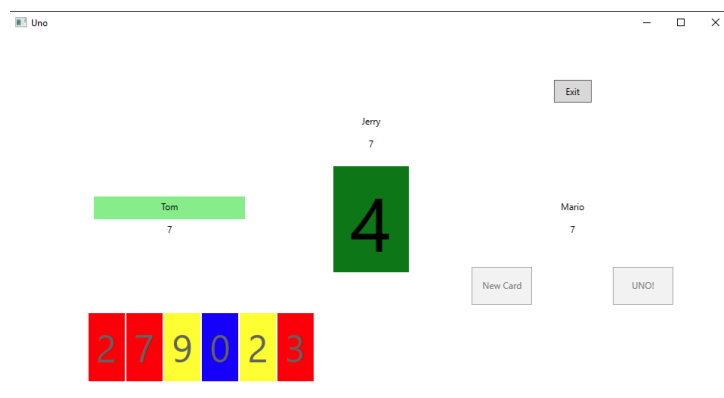 Uno
Exit
Jerry
7
4
Tom
7
Mario
7
New Card
UNO!
2 7 9 0 2 3